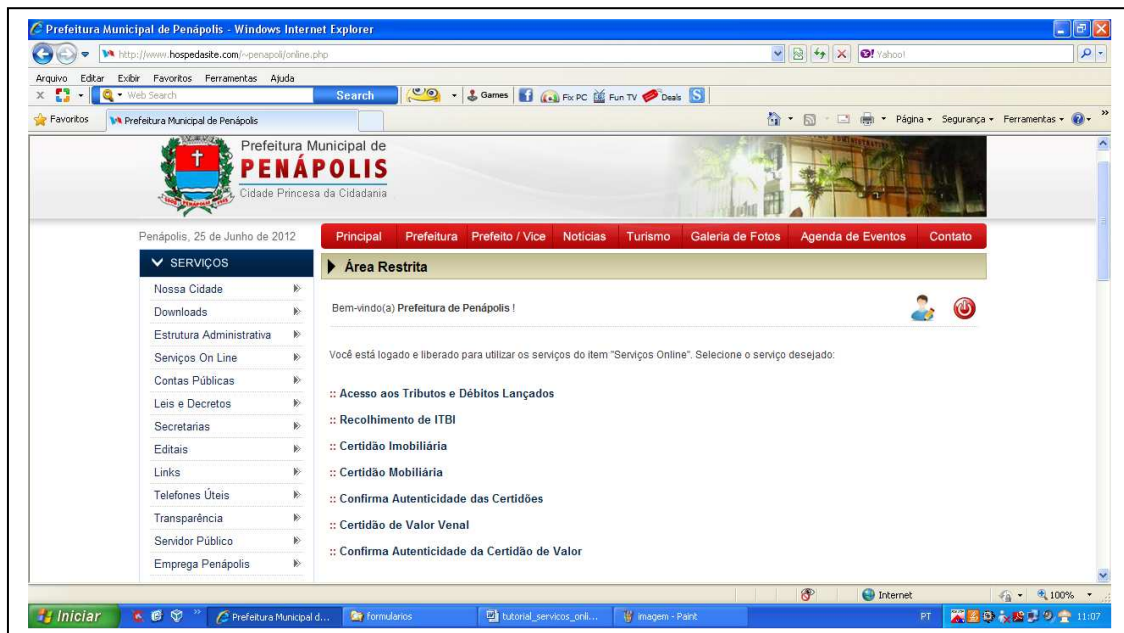 Prefeitura Municipal de Penápolis - Windows Internet Explorer
http://www.hospedasite.com/~penapoli/online.php
Yahoo!
Arquivo Editar Exibir Favoritos Ferramentas Ajuda
Web Search Search Games Fix PC Fun TV Deals
Favoritos Prefeitura Municipal de Penápolis Página Segurança Ferramentas
Prefeitura Municipal de
PENÁPOLIS
Cidade Princesa da Cidadania
Penápolis, 25 de Junho de 2012
Principal Prefeitura Prefeito / Vice Notícias Turismo Galeria de Fotos Agenda de Eventos Contato
SERVIÇOS
Nossa Cidade
Downloads
Estrutura Administrativa
Serviços On Line
Contas Públicas
Leis e Decretos
Secretarias
Editais
Links
Telefones Úteis
Transparência
Servidor Público
Emprega Penápolis
Área Restrita
Bem-vindo(a) Prefeitura de Penápolis !
Você está logado e liberado para utilizar os serviços do item "Serviços Online". Selecione o serviço desejado:
:: Acesso aos Tributos e Débitos Lançados
:: Recolhimento de ITBI
:: Certidão Imobiliária
:: Certidão Mobiliária
:: Confirma Autenticidade das Certidões
:: Certidão de Valor Venal
:: Confirma Autenticidade da Certidão de Valor
Internet 100%
Iniciar Prefeitura Municipal d... formularios tutorial_servicos_onli... imagem - Paint PT 11:07